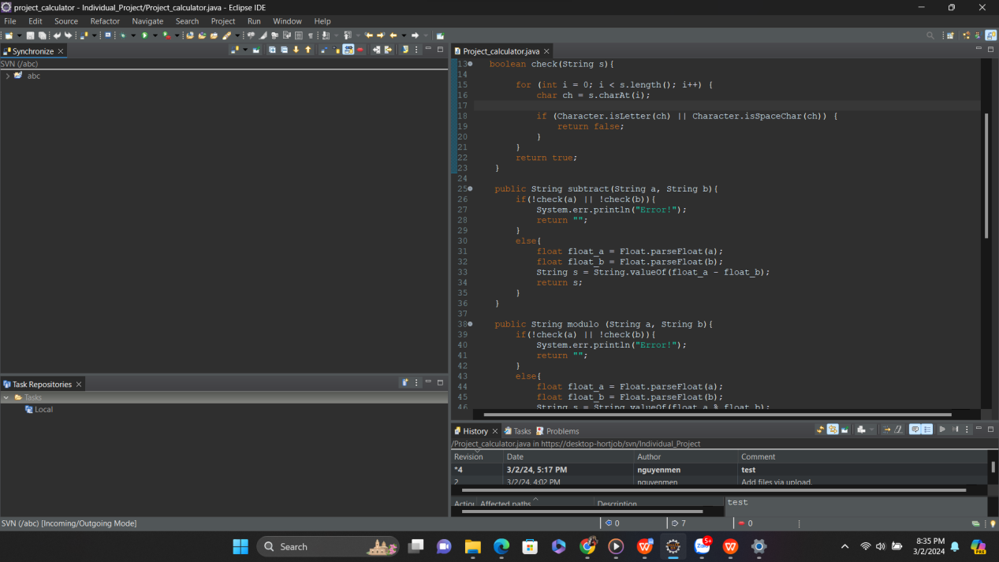 project_calculator - Individual_Project/Project_calculator.java - Eclipse IDE
File Edit Source Refactor Navigate Search Project Run Window Help
Synchronize
SVN (/abc)
abc
Task Repositories
Tasks
Local
Project_calculator.java
13 boolean check(String s){
14
15 for (int i = 0; i < s.length(); i++) {
16 char ch = s.charAt(i);
17
18 if (Character.isLetter(ch) || Character.isSpaceChar(ch)) {
19 return false;
20 }
21 }
22 return true;
23 }
24
25 public String subtract(String a, String b){
26 if(!check(a) || !check(b)){
27 System.err.println("Error!");
28 return "";
29 }
30 else{
31 float float_a = Float.parseFloat(a);
32 float float_b = Float.parseFloat(b);
33 String s = String.valueOf(float_a - float_b);
34 return s;
35 }
36 }
37
38 public String modulo (String a, String b){
39 if(!check(a) || !check(b)){
40 System.err.println("Error!");
41 return "";
42 }
43 else{
44 float float_a = Float.parseFloat(a);
45 float float_b = Float.parseFloat(b);
46 String s = String.valueOf(float_a % float_b);
History Tasks Problems
/Project_calculator.java in https://desktop-hortjob/svn/Individual_Project
Revision Date Author Comment
*4 3/2/24, 5:17 PM nguyenmen test
2 3/2/24, 4:02 PM nguyenmen Add files via upload.
Affected paths Description
test
SVN (/abc) [Incoming/Outgoing Mode] 0 7 0
Search
5+
8:35 PM
3/2/2024
PRE